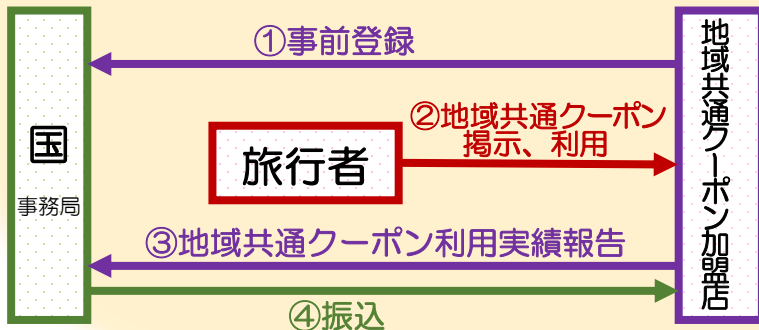 国
事務局
①事前登録
②地域共通クーポン
掲示、利用
旅行者
③地域共通クーポン利用実績報告
④振込
地域共通クーポン加盟店